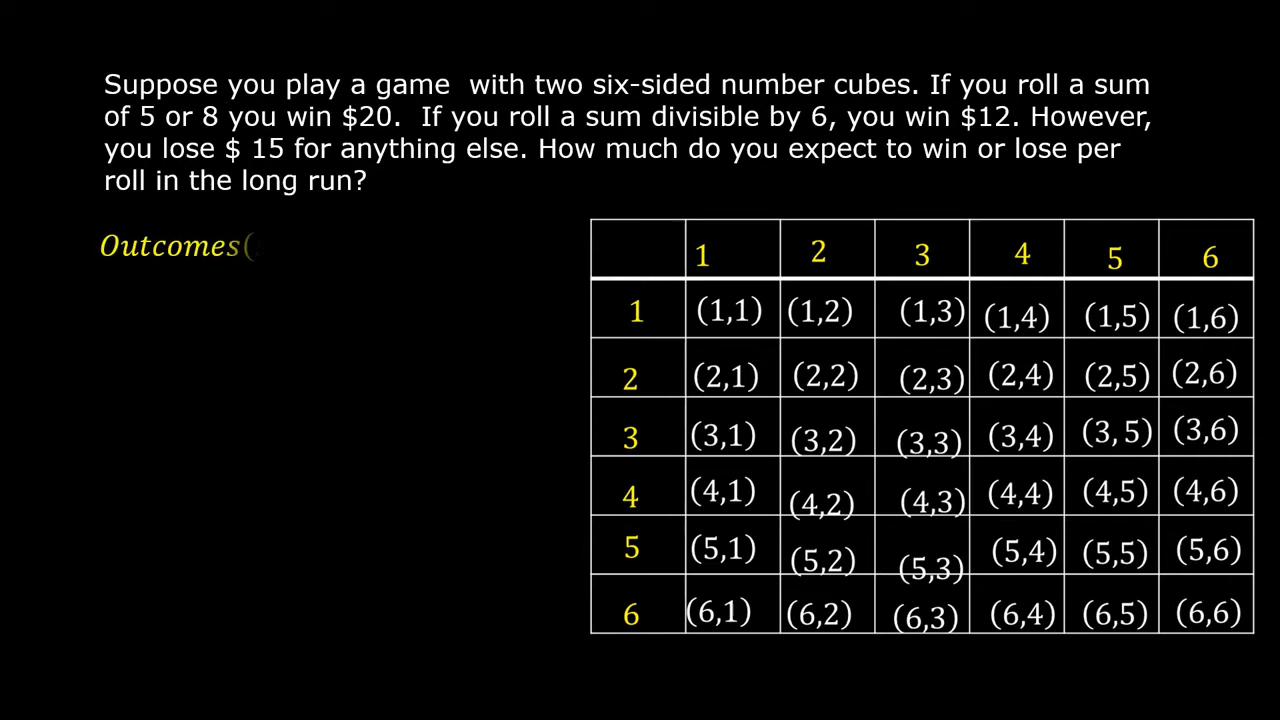 Suppose you play a game  with two six-sided number cubes. If you roll a sum
of 5 or 8 you win $20.  If you roll a sum divisible by 6, you win $12. However,
you lose $ 15 for anything else. How much do you expect to win or lose per
roll in the long run?
Outcomes(
1 2 3 4 5 6
1 (1,1) (1,2) (1,3) (1,4) (1,5) (1,6)
2 (2,1) (2,2) (2,3) (2,4) (2,5) (2,6)
3 (3,1) (3,2) (3,3) (3,4) (3,5) (3,6)
4 (4,1) (4,2) (4,3) (4,4) (4,5) (4,6)
5 (5,1) (5,2) (5,3) (5,4) (5,5) (5,6)
6 (6,1) (6,2) (6,3) (6,4) (6,5) (6,6)